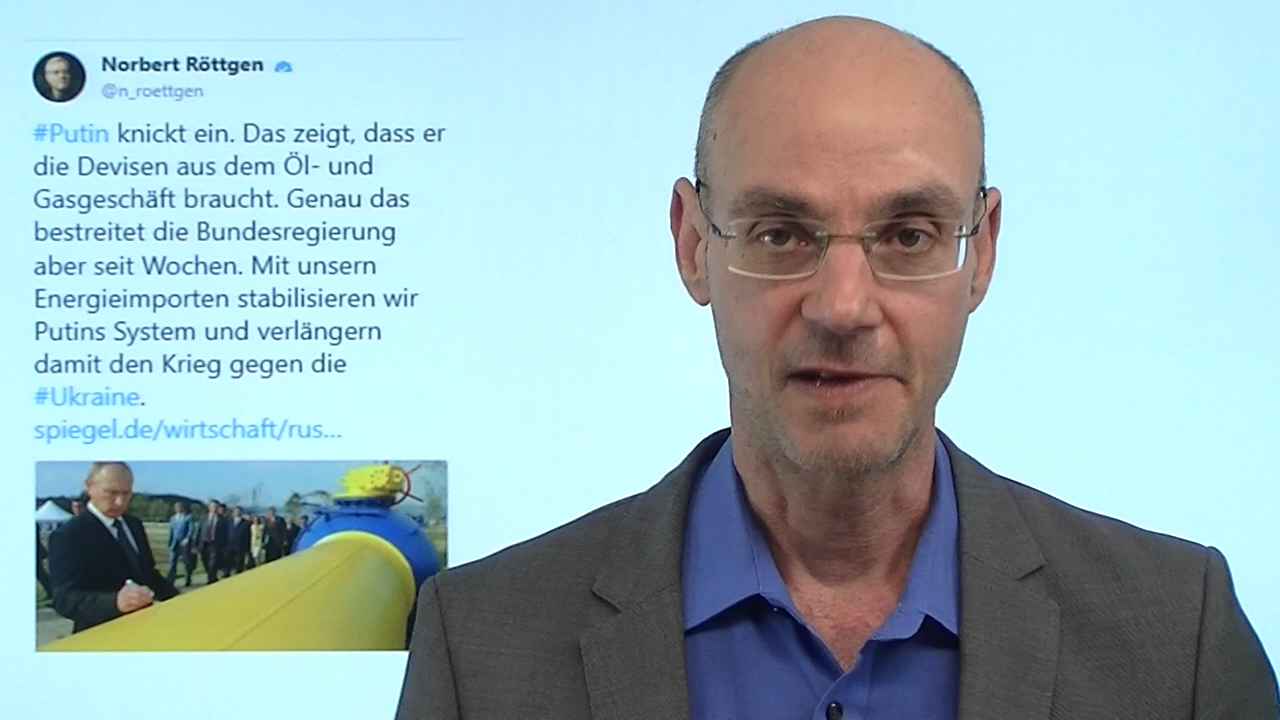 Norbert Röttgen
@n_roettgen
#Putin knickt ein. Das zeigt, dass er
die Devisen aus dem Öl- und
Gasgeschäft braucht. Genau das
bestreitet die Bundesregierung
aber seit Wochen. Mit unsern
Energieimporten stabilisieren wir
Putins System und verlängern
damit den Krieg gegen die
#Ukraine.
spiegel.de/wirtschaft/rus...